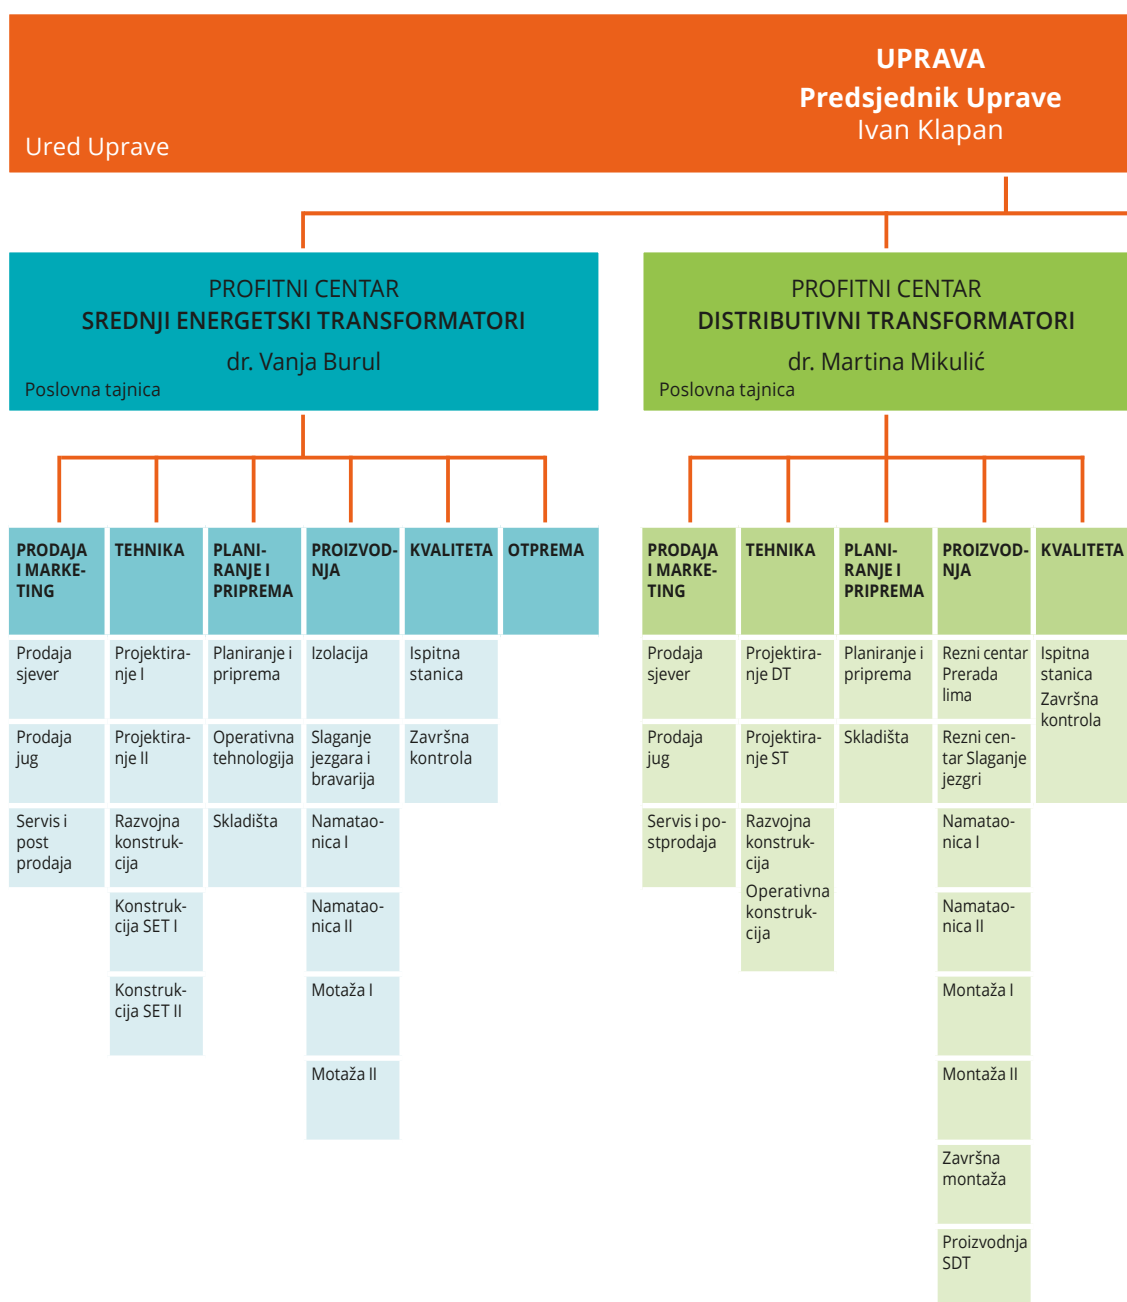 UPRAVA
Predsjednik Uprave
Ivan Klapan
Ured Uprave
PROFITNI CENTAR
SREDNJI ENERGETSKI TRANSFORMATORI
dr. Vanja Burul
Poslovna tajnica
PROFITNI CENTAR
DISTRIBUTIVNI TRANSFORMATORI
dr. Martina Mikulić
Poslovna tajnica
PRODAJA
I MARKE-
TING
Prodaja
sjever
Prodaja
jug
Servis i
post
prodaja
TEHNIKA
Projektira-
nje I
Projektira-
nje II
Razvojna
konstruk-
cija
Konstruk-
cija SET I
Konstruk-
cija SET II
PLANI-
RANJE I
PRIPREMA
Planiranje i
priprema
Operativna
tehnologija
Skladišta
PROIZVOD-
NJA
Izolacija
Slaganje
jezgara i
bravarija
Namatao-
nica I
Namatao-
nica II
Motaža I
Motaža II
KVALITETA
Ispitna
stanica
Završna
kontrola
OTPREMA
PRODAJA
I MARKE-
TING
Prodaja
sjever
Prodaja
jug
Servis i po-
stprodaja
TEHNIKA
Projektira-
nje DT
Projektira-
nje ST
Razvojna
konstruk-
cija
Operativna
konstruk-
cija
PLANI-
RANJE I
PRIPREMA
Planiranje i
priprema
Skladišta
PROIZVOD-
NJA
Rezni centar
Prerada
lima
Rezni cen-
tar Slaganje
jezgri
Namatao-
nica I
Namatao-
nica II
Montaža I
Montaža II
Završna
montaža
Proizvodnja
SDT
KVALITETA
Ispitna
stanica
Završna
kontrola